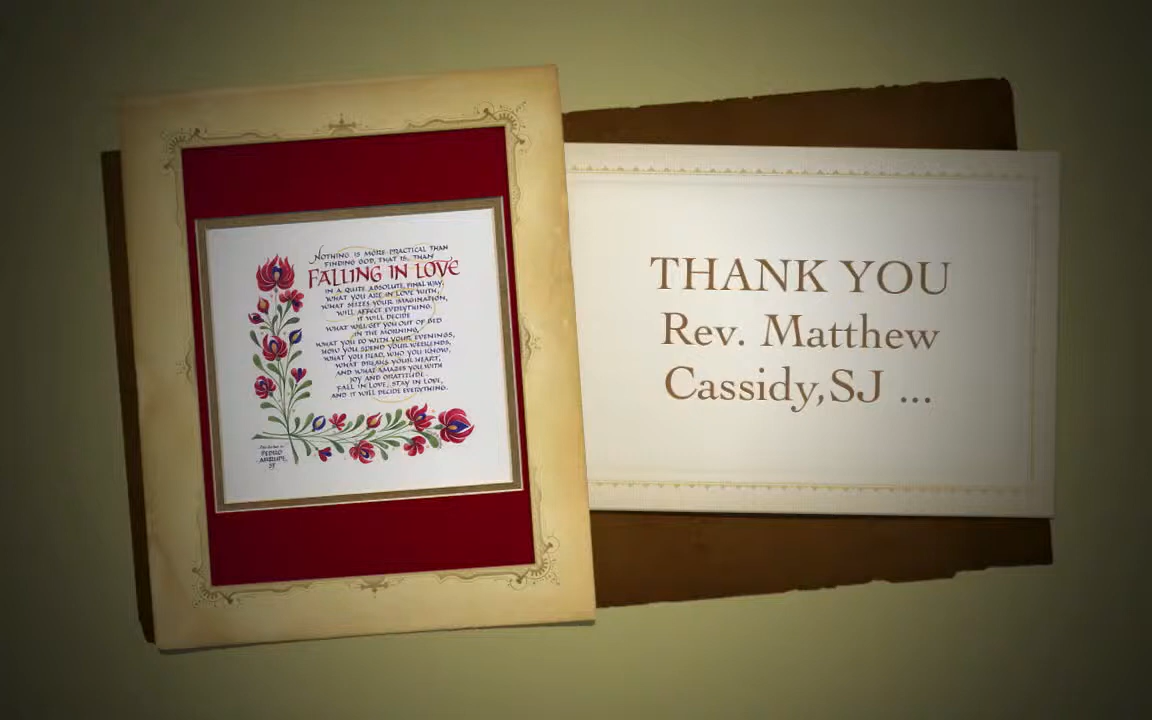 NOTHING IS MORE PRACTICAL THAN
FINDING GOD, THAT IS, THAN
FALLING IN LOVE
IN A QUITE ABSOLUTE, FINAL WAY.
WHAT YOU ARE IN LOVE WITH,
WHAT SEIZES YOUR IMAGINATION,
WILL AFFECT EVERYTHING.
IT WILL DECIDE
WHAT WILL GET YOU OUT OF BED
IN THE MORNING,
WHAT YOU DO WITH YOUR EVENINGS,
HOW YOU SPEND YOUR WEEKENDS,
WHAT YOU READ, WHO YOU KNOW,
WHAT BREAKS YOUR HEART,
AND WHAT AMAZES YOU WITH
JOY AND GRATITUDE.
FALL IN LOVE, STAY IN LOVE,
AND IT WILL DECIDE EVERYTHING.
PEDRO
ARRUPE,
SJ
THANK YOU
Rev. Matthew
Cassidy,SJ ...